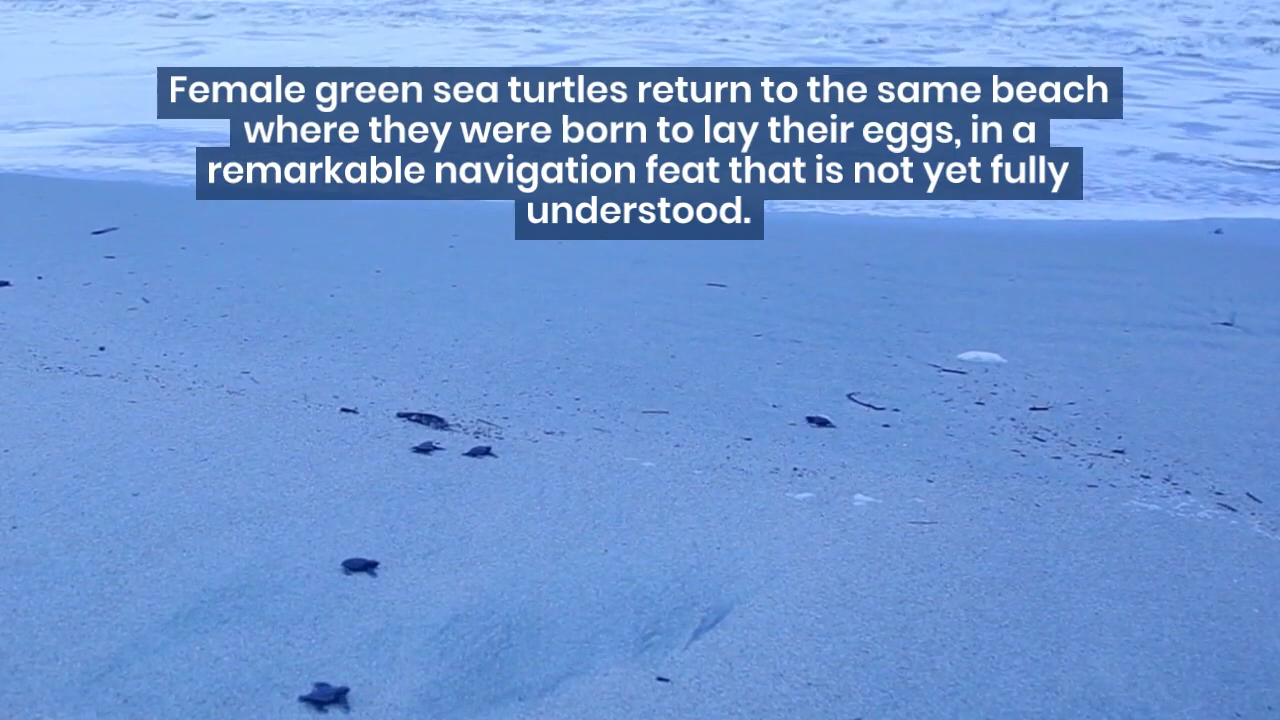 Female green sea turtles return to the same beach
where they were born to lay their eggs, in a
remarkable navigation feat that is not yet fully
understood.